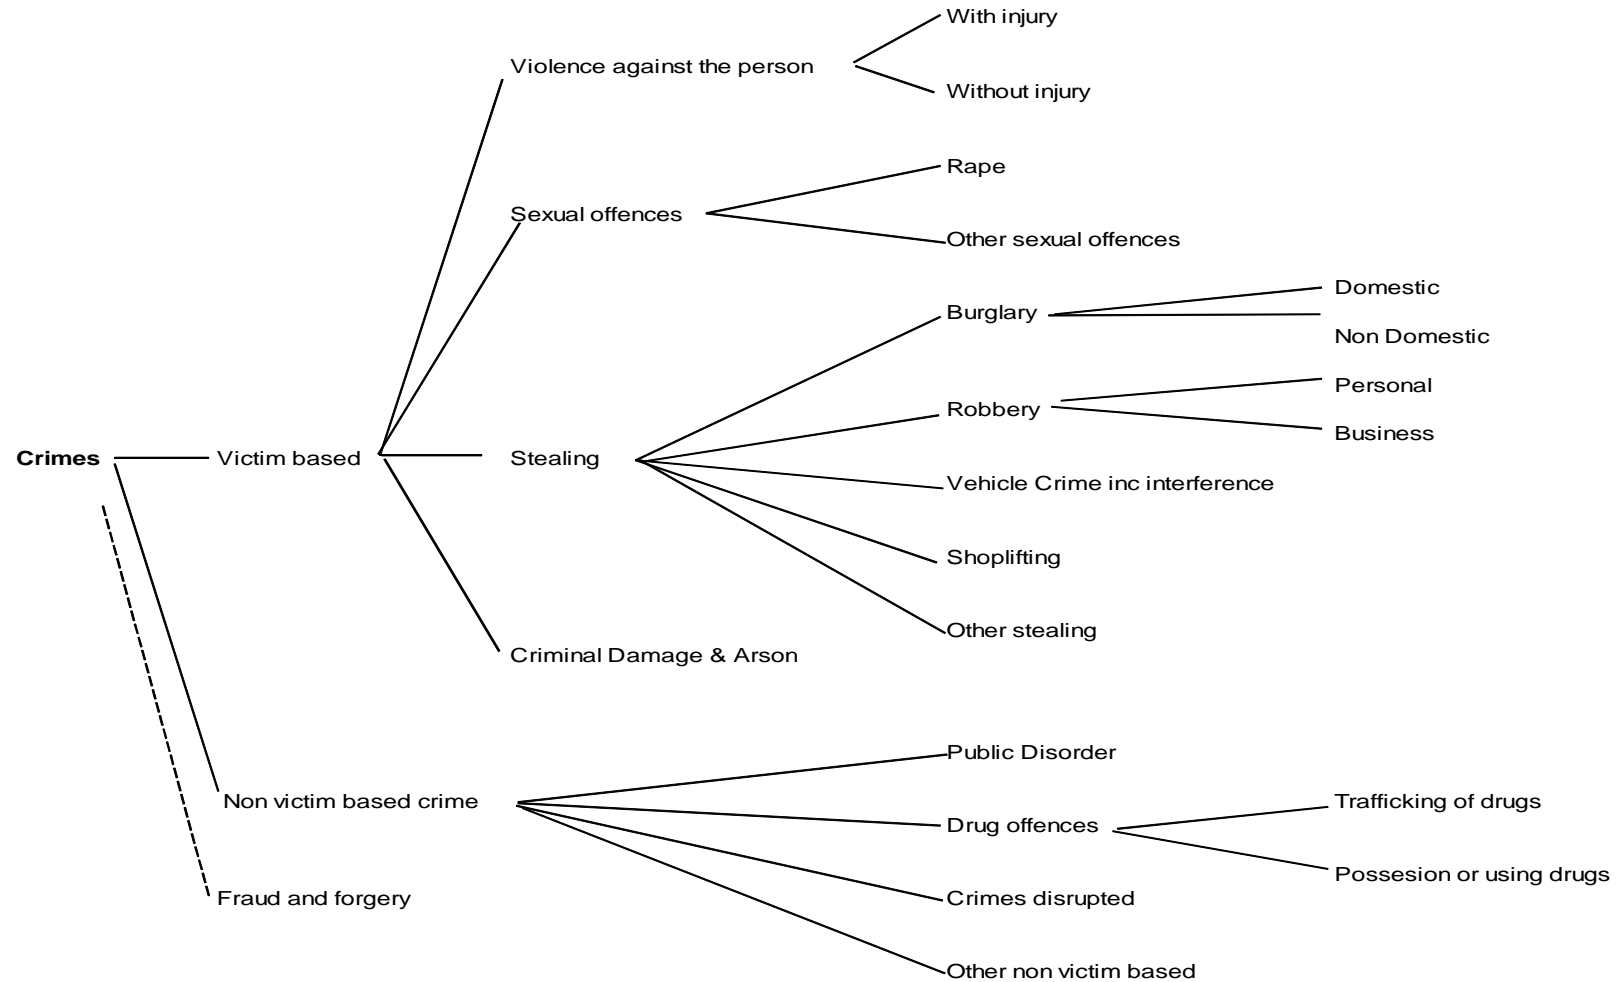 With injury
Violence against the person
Without injury
Rape
Sexual offences
Other sexual offences
Domestic
Burglary
Non Domestic
Personal
Robbery
Business
Crimes
Victim based
Stealing
Vehicle Crime inc interference
Shoplifting
Other stealing
Criminal Damage & Arson
Public Disorder
Non victim based crime
Trafficking of drugs
Drug offences
Possesion or using drugs
Fraud and forgery
Crimes disrupted
Other non victim based